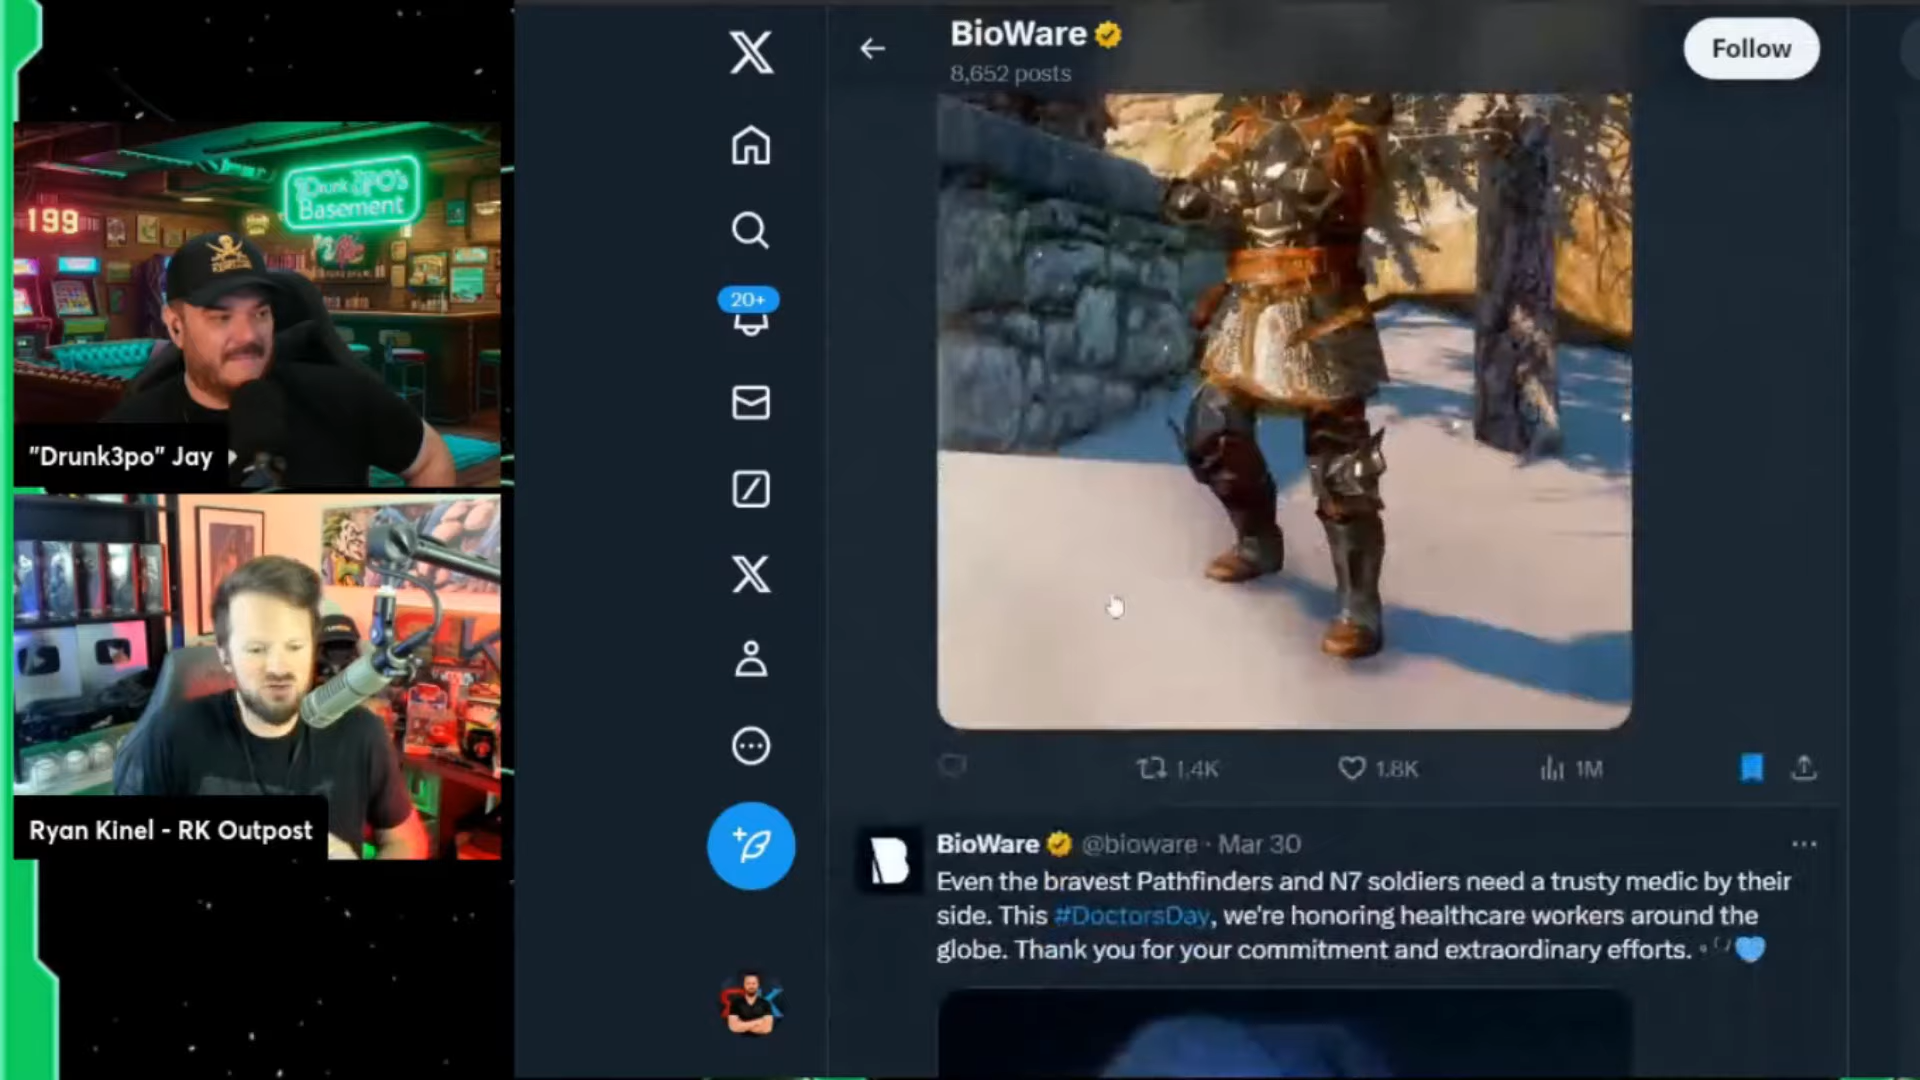 BioWare
8,652 posts
Follow
Drunk 3PO's
Basement
199
20+
"Drunk3po" Jay
Ryan Kinel - RK Outpost
1.4K
1.8K
1M
BioWare @bioware · Mar 30
Even the bravest Pathfinders and N7 soldiers need a trusty medic by their
side. This #DoctorsDay, we're honoring healthcare workers around the
globe. Thank you for your commitment and extraordinary efforts.